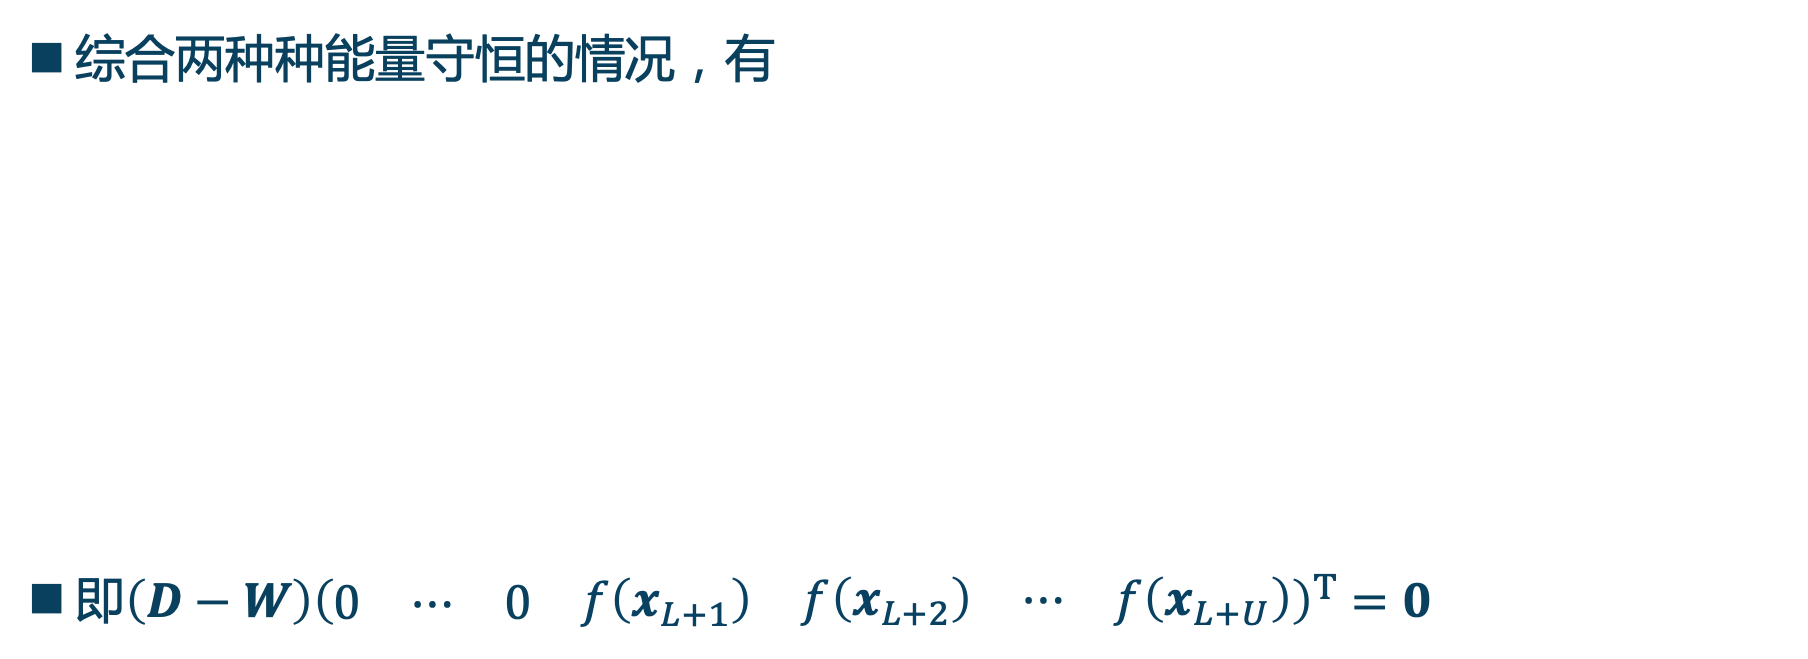 ■ 综合两种种能量守恒的情况，有
■ 即(𝑫 − 𝑾)(0 ⋯ 0 𝑓(𝒙_{L+1}) 𝑓(𝒙_{L+2}) ⋯ 𝑓(𝒙_{L+U}))^T = 𝟎